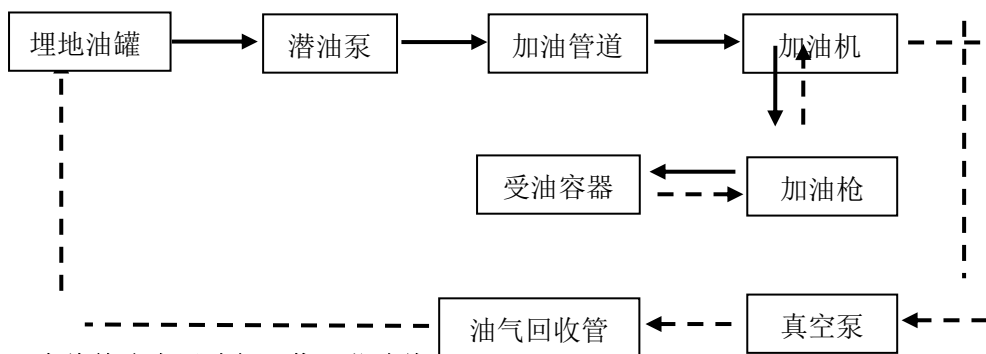 埋地油罐
潜油泵
加油管道
加油机
受油容器
加油枪
油气回收管
真空泵